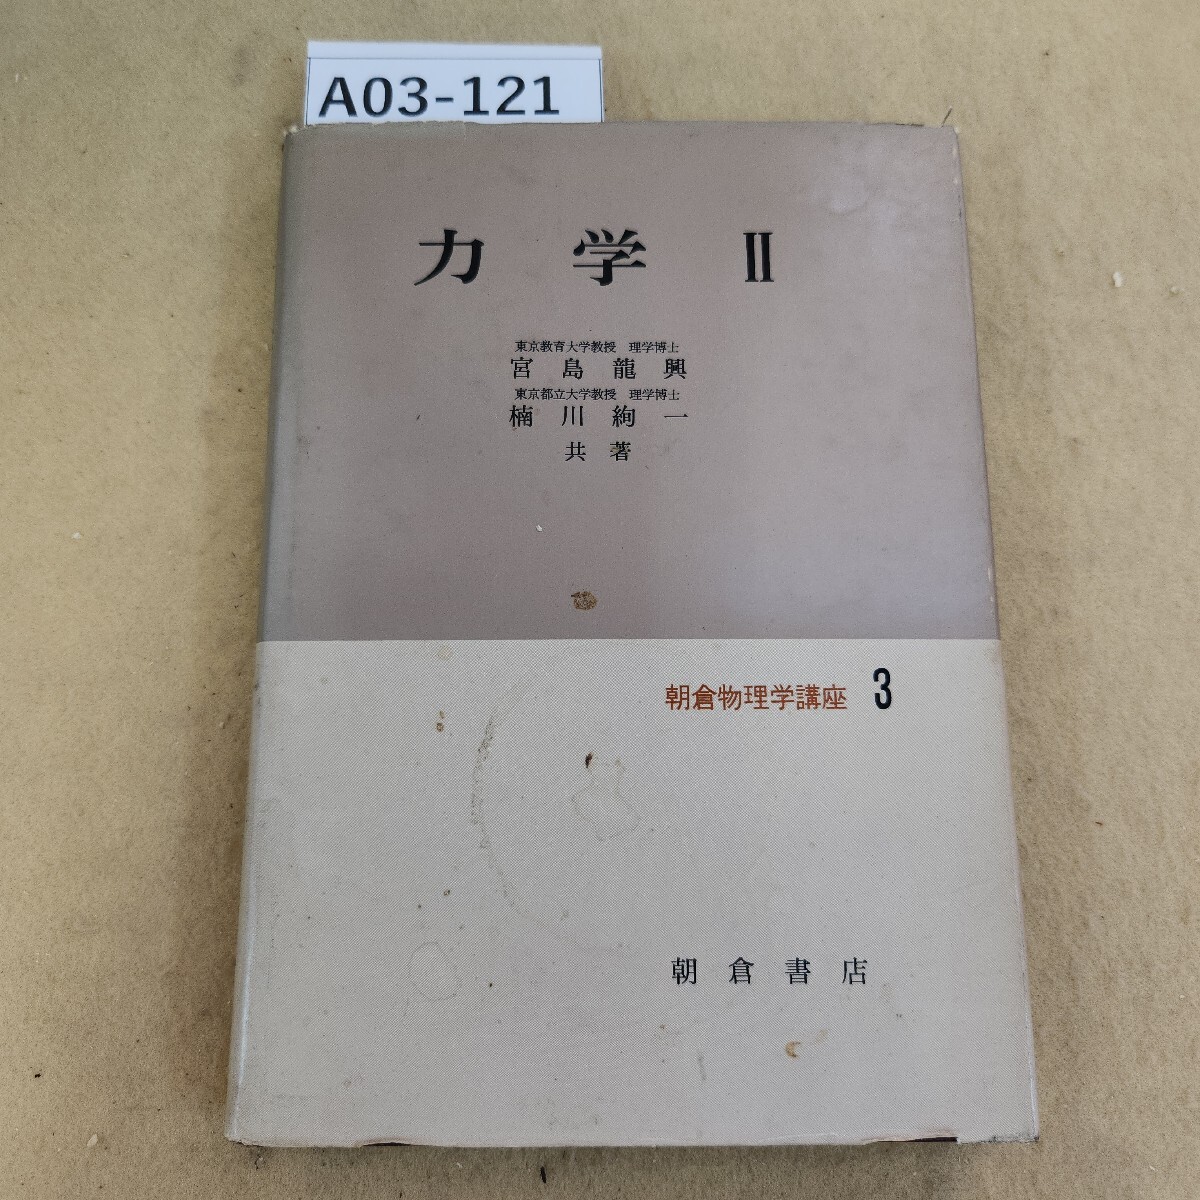 A03-121
力学 II
東京教育大学教授 理学博士
宮島龍興
東京都立大学教授 理学博士
楠川絢一
共著
朝倉物理学講座 3
朝倉書店